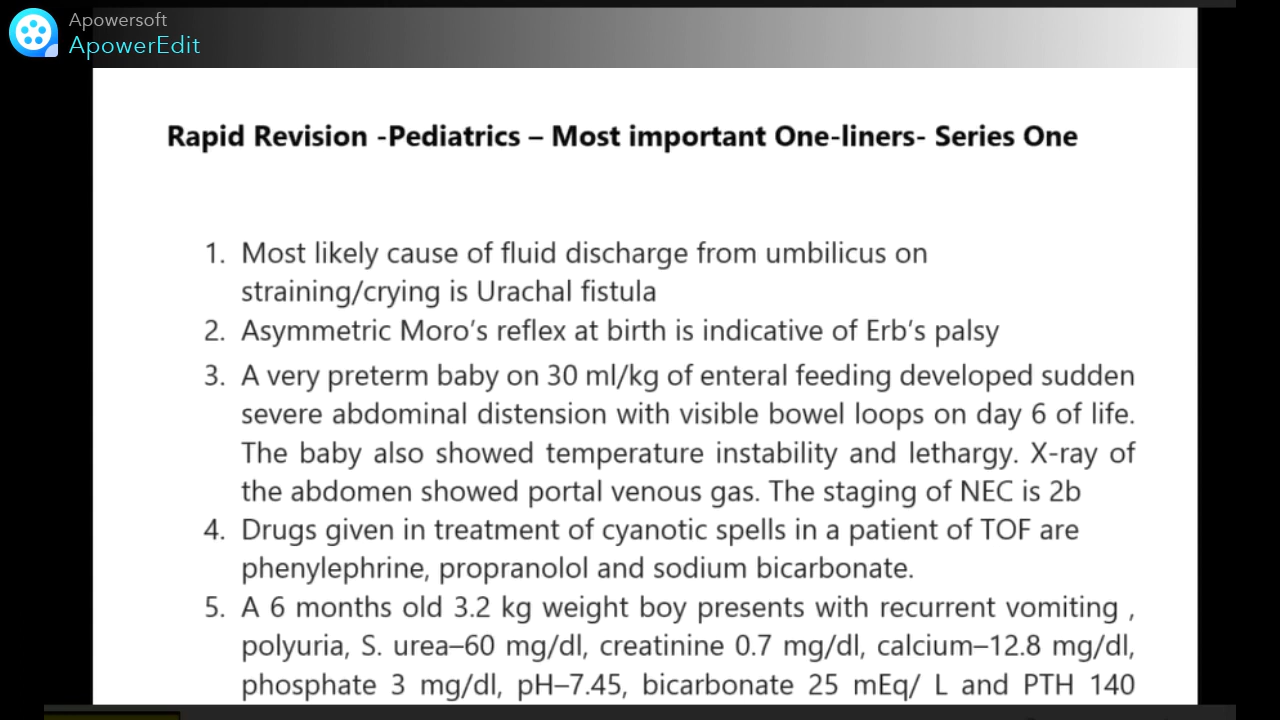 Apowersoft
ApowerEdit
Rapid Revision -Pediatrics – Most important One-liners- Series One
1. Most likely cause of fluid discharge from umbilicus on
straining/crying is Urachal fistula
2. Asymmetric Moro’s reflex at birth is indicative of Erb’s palsy
3. A very preterm baby on 30 ml/kg of enteral feeding developed sudden
severe abdominal distension with visible bowel loops on day 6 of life.
The baby also showed temperature instability and lethargy. X-ray of
the abdomen showed portal venous gas. The staging of NEC is 2b
4. Drugs given in treatment of cyanotic spells in a patient of TOF are
phenylephrine, propranolol and sodium bicarbonate.
5. A 6 months old 3.2 kg weight boy presents with recurrent vomiting ,
polyuria, S. urea–60 mg/dl, creatinine 0.7 mg/dl, calcium–12.8 mg/dl,
phosphate 3 mg/dl, pH–7.45, bicarbonate 25 mEq/ L and PTH 140